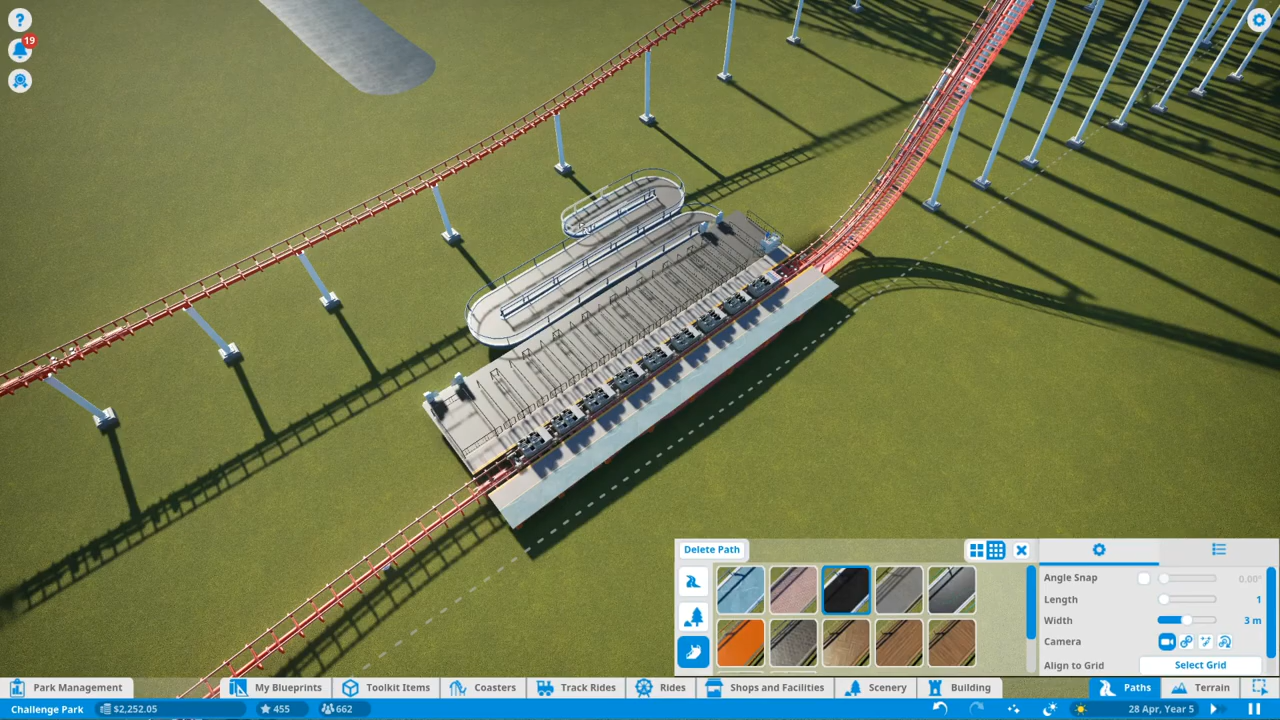 ?
19
Delete Path
Angle Snap 0.00°
Length 1
Width 3 m
Camera
Align to Grid Select Grid
Park Management My Blueprints Toolkit Items Coasters Track Rides Rides Shops and Facilities Scenery Building Paths Terrain
Challenge Park $2,252.05 455 662 28 Apr, Year 5